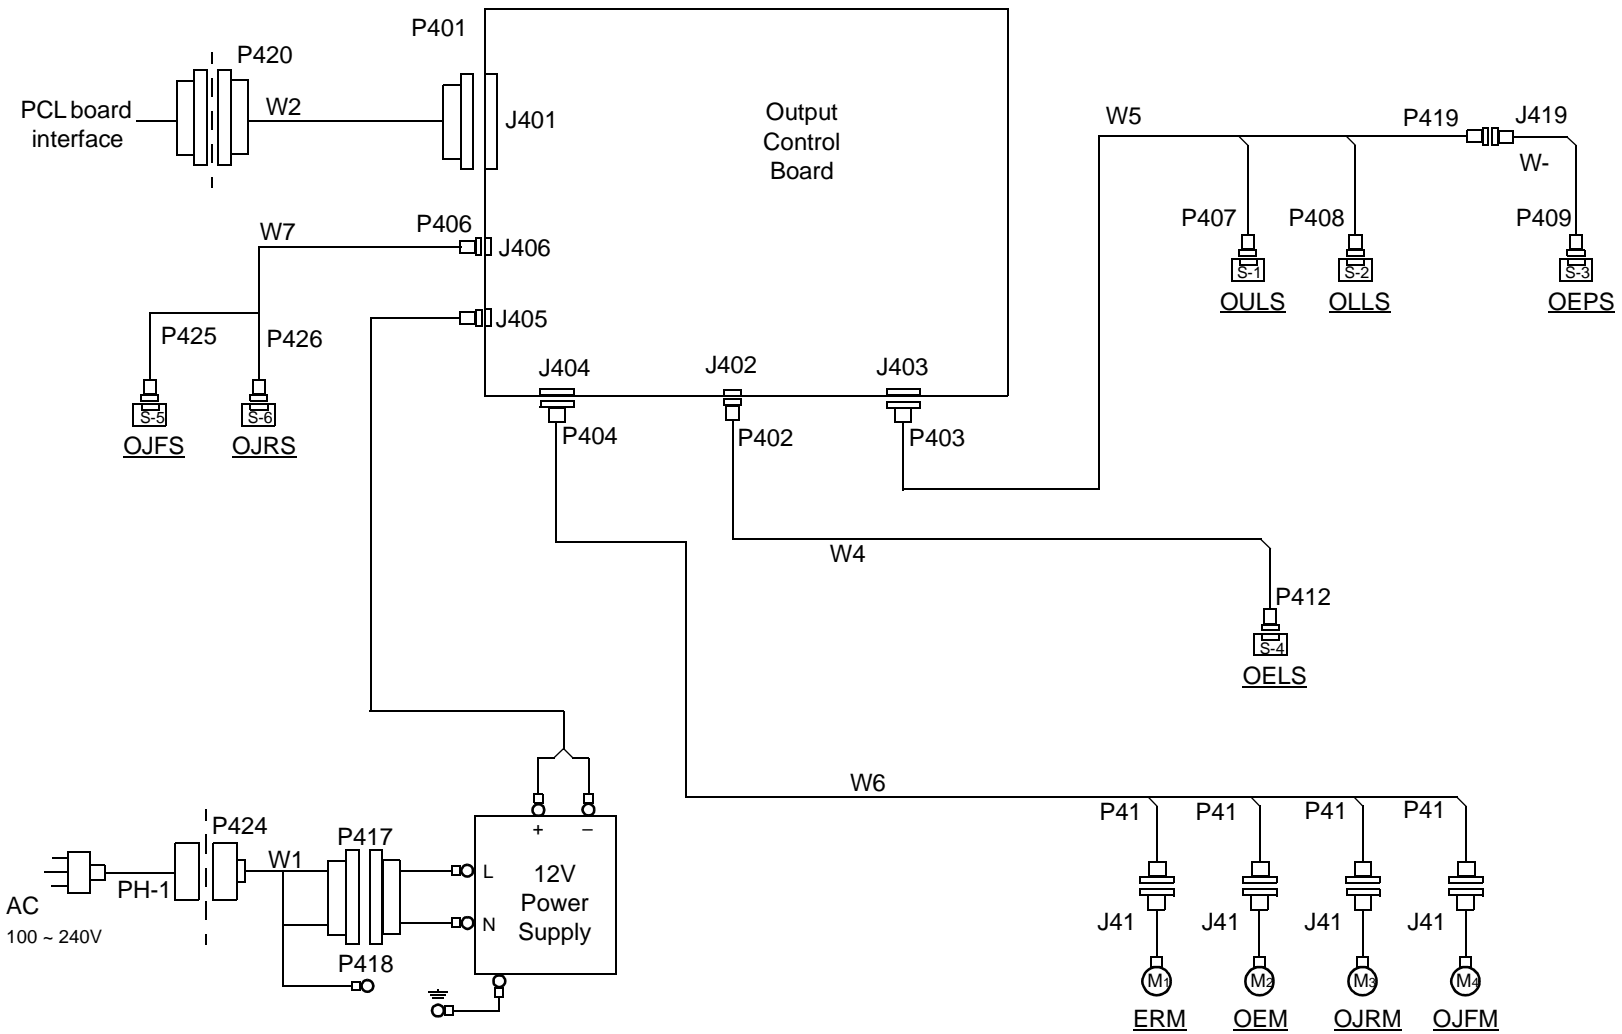 P401
P420
PCL board
interface
W2
J401
Output
Control
Board
W5
P419
J419
W-
P407
P408
P409
S-1
S-2
S-3
OULS
OLLS
OEPS
W7
P406
J406
J405
P425
P426
S-5
S-6
OJFS
OJRS
J404
J402
J403
P404
P402
P403
W4
P412
S-4
OELS
W6
P41
P41
P41
P41
J41
J41
J41
J41
M1
M2
M3
M4
ERM
OEM
OJRM
OJFM
+
–
L
N
12V
Power
Supply
P424
P417
W1
PH-1
AC
100 ~ 240V
P418